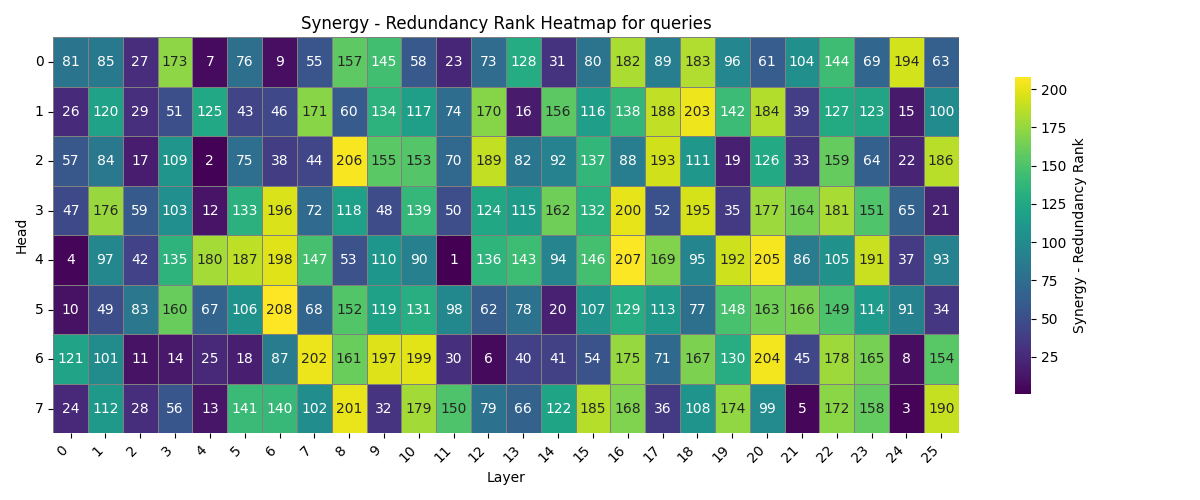 Synergy - Redundancy Rank Heatmap for queries
0 81 85 27 173 7 76 9 55 157 145 58 23 73 128 31 80 182 89 183 96 61 104 144 69 194 63
1 26 120 29 51 125 43 46 171 60 134 117 74 170 16 156 116 138 188 203 142 184 39 127 123 15 100
2 57 84 17 109 2 75 38 44 206 155 153 70 189 82 92 137 88 193 111 19 126 33 159 64 22 186
3 47 176 59 103 12 133 196 72 118 48 139 50 124 115 162 132 200 52 195 35 177 164 181 151 65 21
4 4 97 42 135 180 187 198 147 53 110 90 1 136 143 94 146 207 169 95 192 205 86 105 191 37 93
5 10 49 83 160 67 106 208 68 152 119 131 98 62 78 20 107 129 113 77 148 163 166 149 114 91 34
6 121 101 11 14 25 18 87 202 161 197 199 30 6 40 41 54 175 71 167 130 204 45 178 165 8 154
7 24 112 28 56 13 141 140 102 201 32 179 150 79 66 122 185 168 36 108 174 99 5 172 158 3 190
0 1 2 3 4 5 6 7 8 9 10 11 12 13 14 15 16 17 18 19 20 21 22 23 24 25
Layer
Head
200
175
150
125
100
75
50
25
Synergy - Redundancy Rank